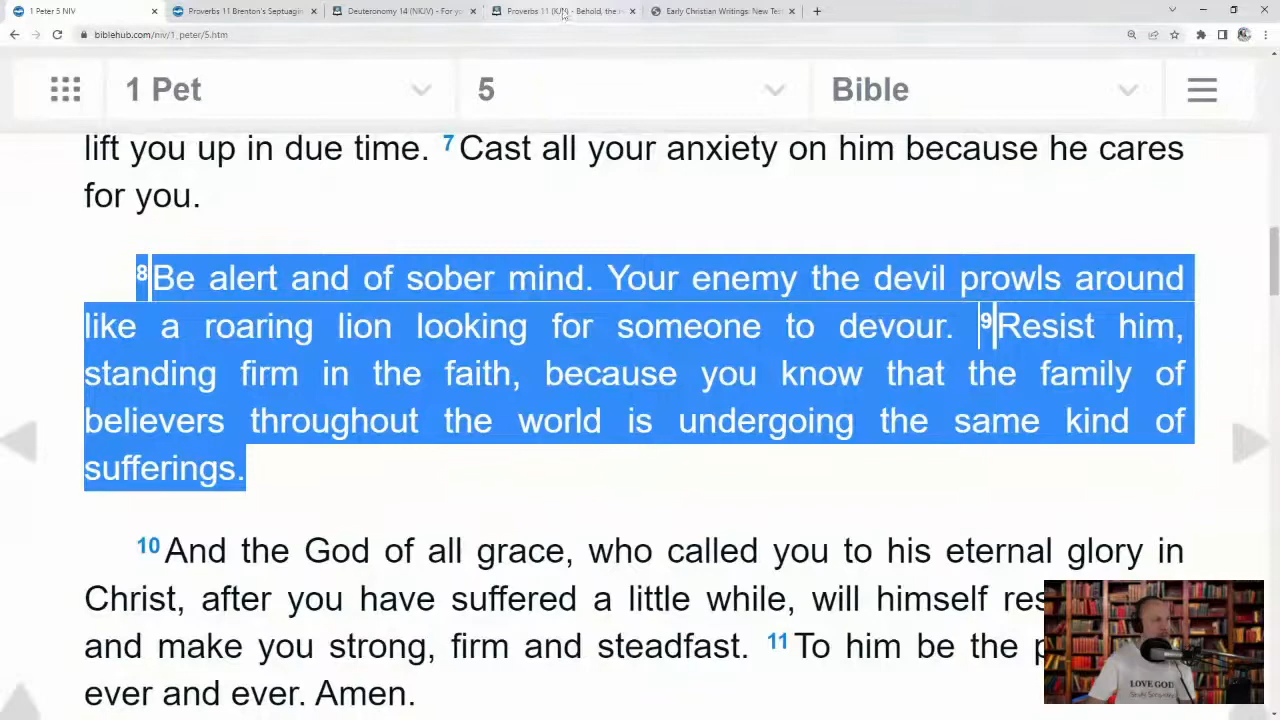 1 Peter 5 NIV
Proverbs 11 Brenton's Septuagin
Deuteronomy 14 (NKJV) - For yo
Proverbs 11 (KJV) - Behold, the r
Early Christian Writings: New Tes
biblehub.com/niv/1_peter/5.htm
1 Pet
5
Bible
lift you up in due time. 7 Cast all your anxiety on him because he cares
for you.
8 Be alert and of sober mind. Your enemy the devil prowls around
like a roaring lion looking for someone to devour. 9 Resist him,
standing firm in the faith, because you know that the family of
believers throughout the world is undergoing the same kind of
sufferings.
10 And the God of all grace, who called you to his eternal glory in
Christ, after you have suffered a little while, will himself res
and make you strong, firm and steadfast. 11 To him be the p
ever and ever. Amen.
LOVE GOD